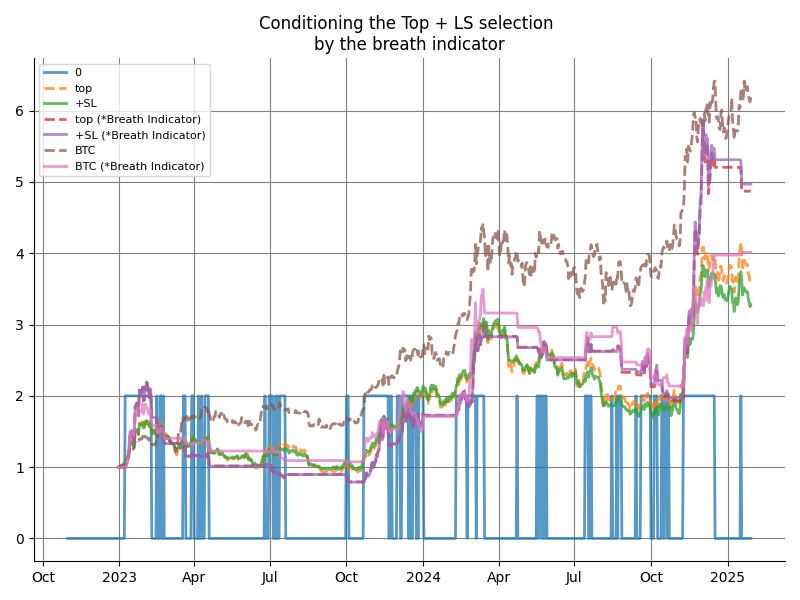 Conditioning the Top + LS selection
by the breath indicator
0
top
+SL
top (*Breath Indicator)
+SL (*Breath Indicator)
BTC
BTC (*Breath Indicator)
6
5
4
3
2
1
0
Oct
2023
Apr
Jul
Oct
2024
Apr
Jul
Oct
2025